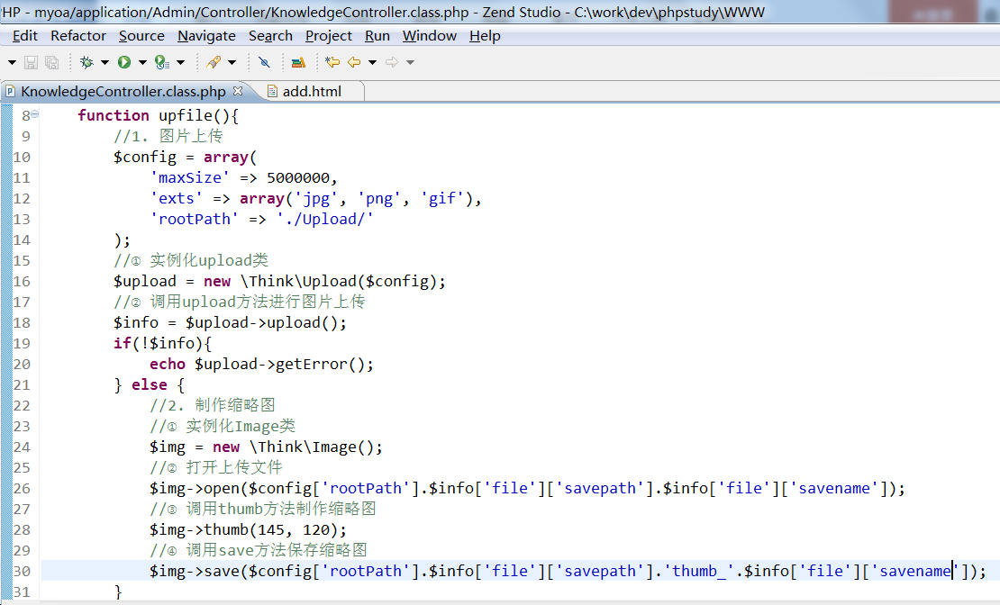 HP - myoa/application/Admin/Controller/KnowledgeController.class.php - Zend Studio - C:\work\dev\phpstudy\WWW
Edit Refactor Source Navigate Search Project Run Window Help
KnowledgeController.class.php add.html
8 function upfile(){
9 //1. 图片上传
10 $config = array(
11 'maxSize' => 5000000,
12 'exts' => array('jpg', 'png', 'gif'),
13 'rootPath' => './Upload/'
14 );
15 //① 实例化upload类
16 $upload = new \Think\Upload($config);
17 //② 调用upload方法进行图片上传
18 $info = $upload->upload();
19 if(!$info){
20 echo $upload->getError();
21 } else {
22 //2. 制作缩略图
23 //① 实例化Image类
24 $img = new \Think\Image();
25 //② 打开上传文件
26 $img->open($config['rootPath'].$info['file']['savepath'].$info['file']['savename']);
27 //③ 调用thumb方法制作缩略图
28 $img->thumb(145, 120);
29 //④ 调用save方法保存缩略图
30 $img->save($config['rootPath'].$info['file']['savepath'].'thumb_'.$info['file']['savename']);
31 }